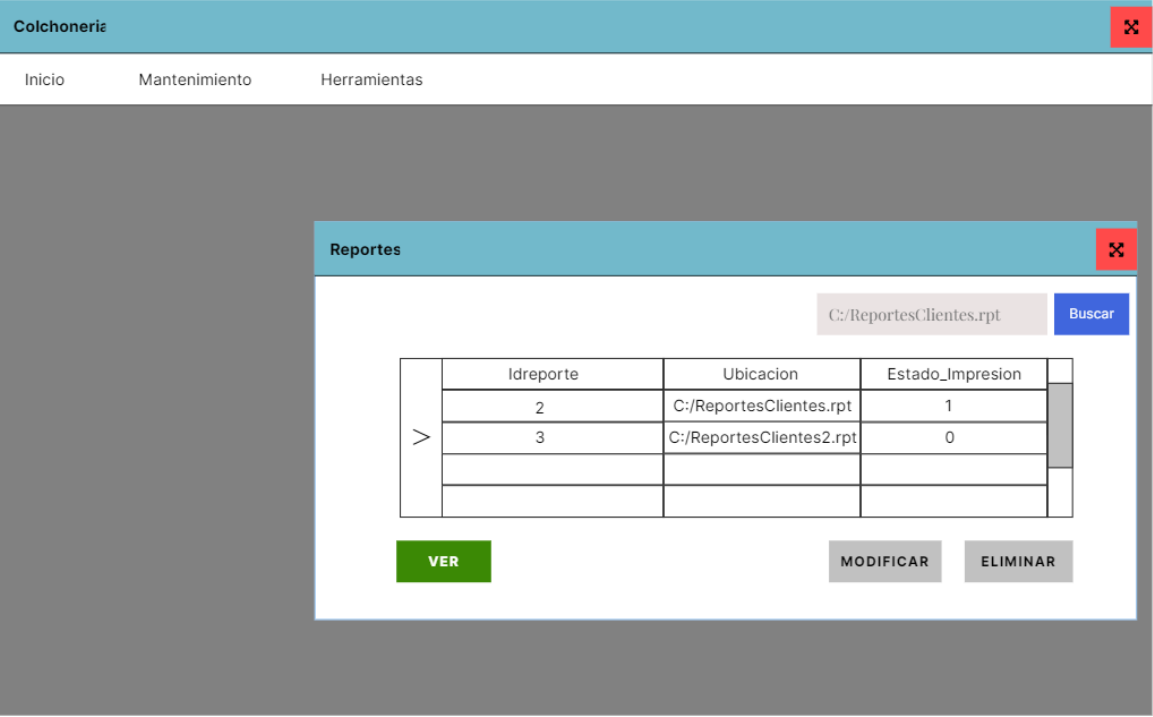 Colchoneria
Inicio Mantenimiento Herramientas
Reportes
C:/ReportesClientes.rpt Buscar
Idreporte Ubicacion Estado_Impresion
2 C:/ReportesClientes.rpt 1
> 3 C:/ReportesClientes2.rpt 0
VER MODIFICAR ELIMINAR